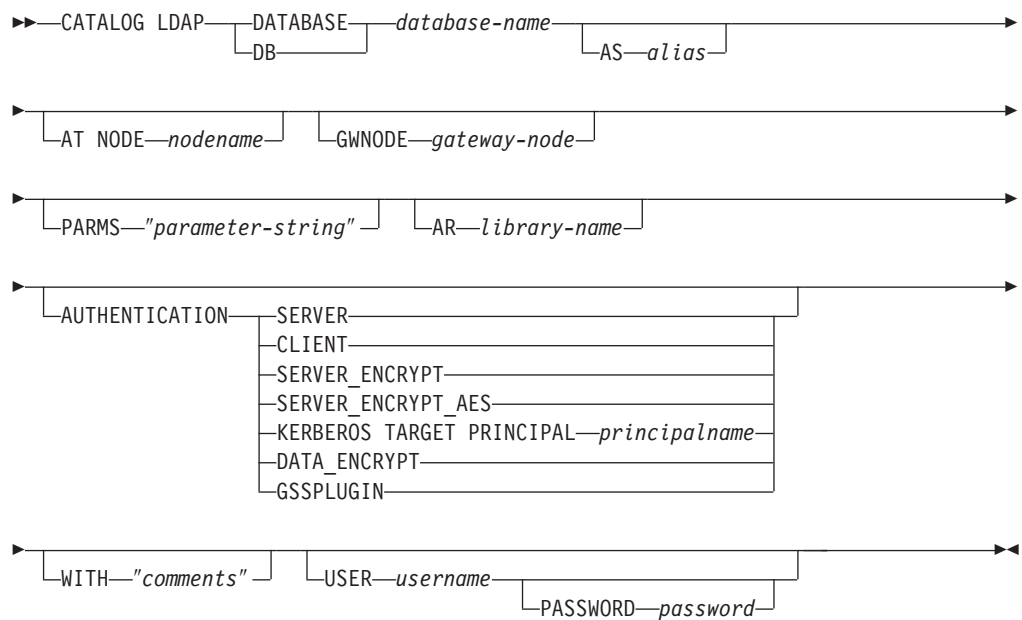 CATALOG LDAP DATABASE database-name
DB AS alias
AT NODE nodename GWNODE gateway-node
PARMS "parameter-string" AR library-name
AUTHENTICATION SERVER
CLIENT
SERVER_ENCRYPT
SERVER_ENCRYPT_AES
KERBEROS TARGET PRINCIPAL principalname
DATA_ENCRYPT
GSSPLUGIN
WITH "comments" USER username
PASSWORD password